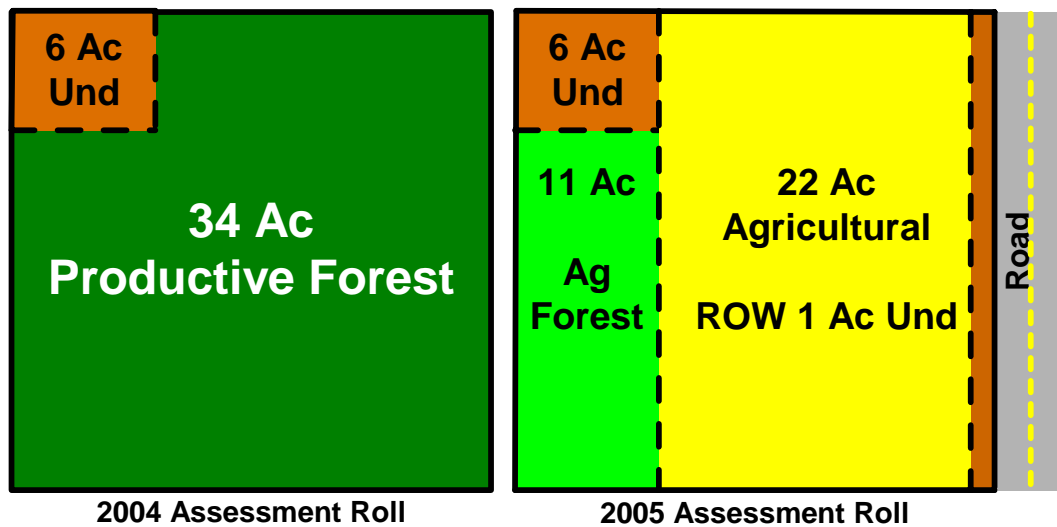 6 Ac
Und
34 Ac
Productive Forest
2004 Assessment Roll
6 Ac
Und
11 Ac
Ag
Forest
22 Ac
Agricultural
ROW 1 Ac Und
Road
2005 Assessment Roll